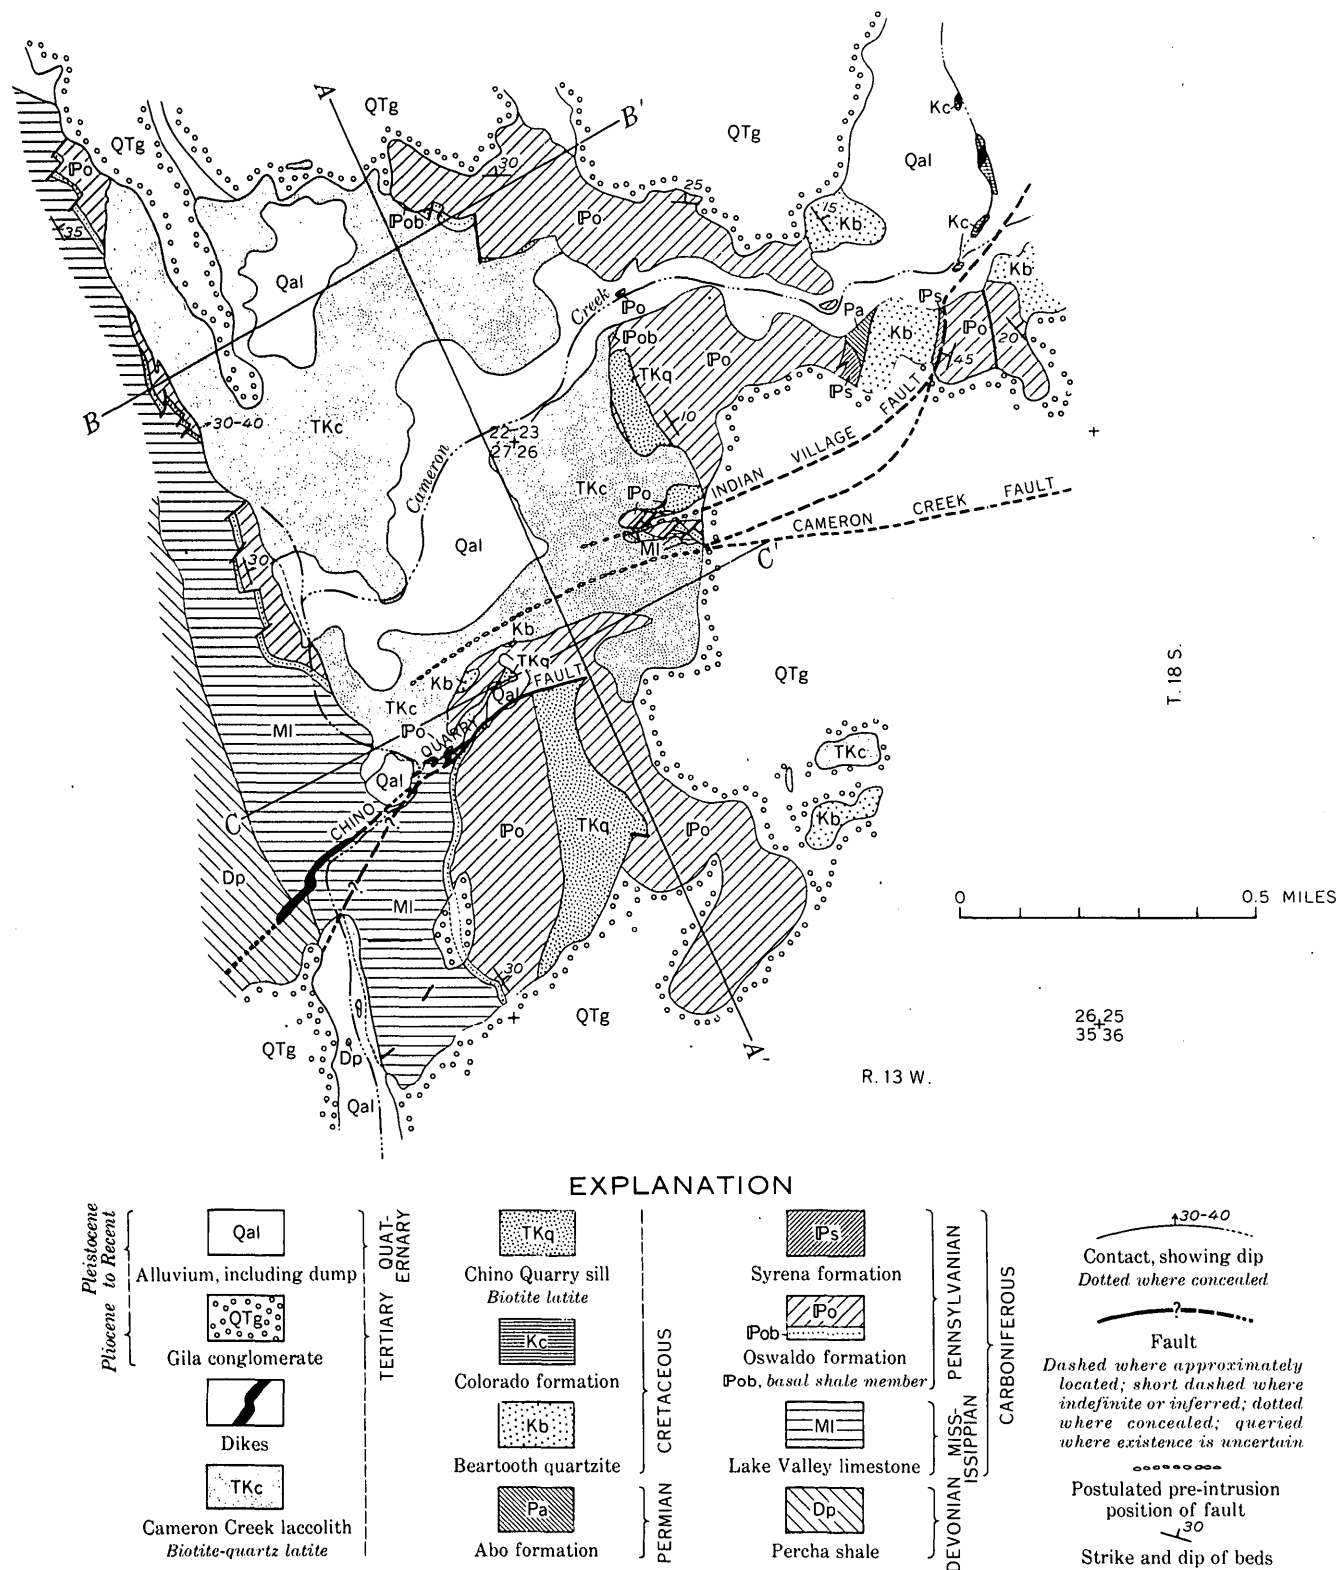 A
QTg
B'
QTg
Kc
QTg
Qal
ℙo
30
25
15
Kb
35
ℙob
ℙo
Kc
Qal
Kb
Creek
ℙo
Pa
ℙs
ℙob
Kb
ℙo
20
ℙo
TKq
45
ℙs
FAULT
B
30-40
TKc
10
22-23
27 26
VILLAGE
Cameron
INDIAN
TKc
ℙo
CAMERON CREEK FAULT
Qal
Ml
C'
30
Kb
TKq
QTg
T. 18 S.
Kb
FAULT
Qal
TKc
ℙo
QUARRY
Ml
TKc
Qal
C
CHINO
?
ℙo
TKq
ℙo
Kb
Dp
?
Ml
0 0.5 MILES
30
QTg
26 25
35 36
QTg
Dp
A'
R. 13 W.
Qal
EXPLANATION
Pliocene
Pleistocene to Recent
Qal
Alluvium, including dump
QTg
Gila conglomerate
Dikes
TKc
Cameron Creek laccolith
Biotite-quartz latite
QUAT-
ERNARY
TERTIARY
TKq
Chino Quarry sill
Biotite latite
Kc
Colorado formation
Kb
Beartooth quartzite
CRETACEOUS
Pa
Abo formation
PERMIAN
ℙs
Syrena formation
ℙo
ℙob
Oswaldo formation
ℙob, basal shale member
PENNSYLVANIAN
Ml
Lake Valley limestone
MISS-
ISSIPPIAN
CARBONIFEROUS
Dp
Percha shale
DEVONIAN
30-40
Contact, showing dip
Dotted where concealed
?
Fault
Dashed where approximately
located; short dashed where
indefinite or inferred; dotted
where concealed; queried
where existence is uncertain
Postulated pre-intrusion
position of fault
30
Strike and dip of beds